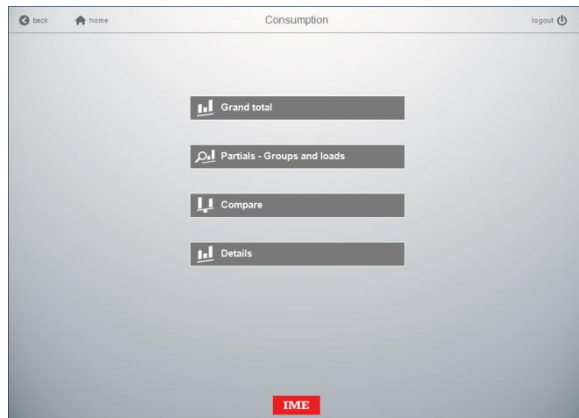 back home Consumption logout
Grand total
Partials - Groups and loads
Compare
Details
IME